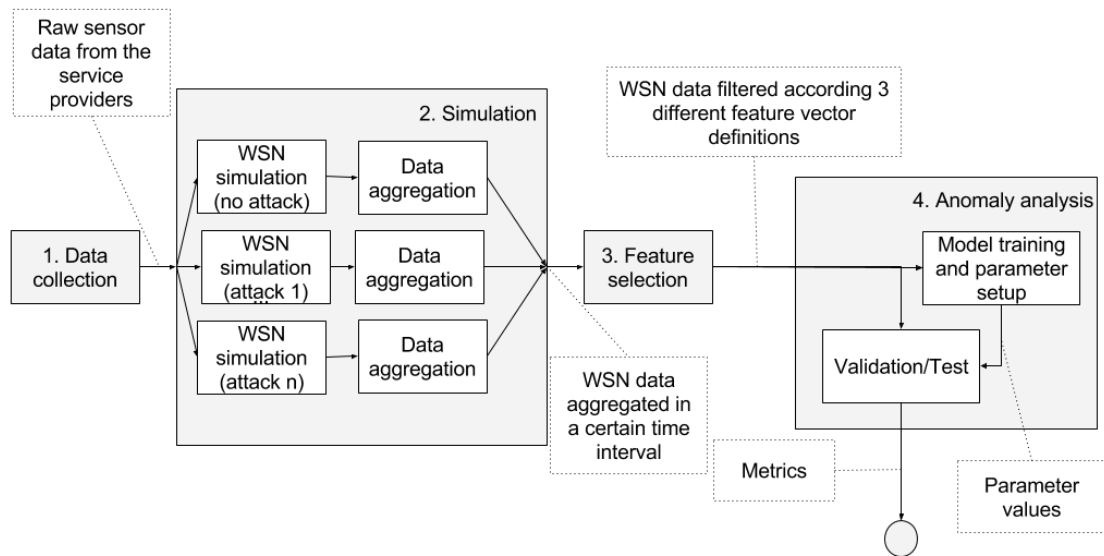 Raw sensor
data from the
service
providers
2. Simulation
WSN
simulation
(no attack)
Data
aggregation
1. Data
collection
WSN
simulation
(attack 1)
...
Data
aggregation
WSN
simulation
(attack n)
Data
aggregation
WSN data
aggregated in
a certain time
interval
3. Feature
selection
WSN data filtered according 3
different feature vector
definitions
4. Anomaly analysis
Model training
and parameter
setup
Validation/Test
Metrics
Parameter
values